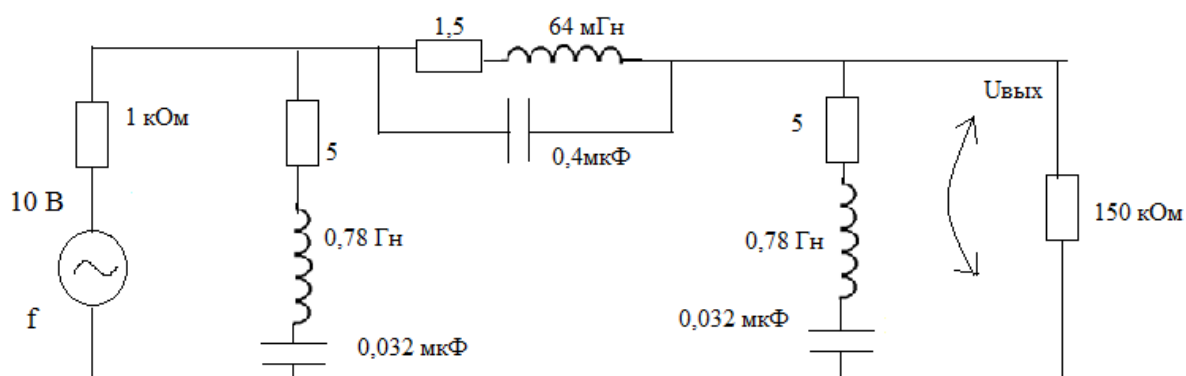 1,5
64 мГн
1 кОм
5
0,4мкФ
5
Uвых
10 В
0,78 Гн
0,78 Гн
150 кОм
f
0,032 мкФ
0,032 мкФ